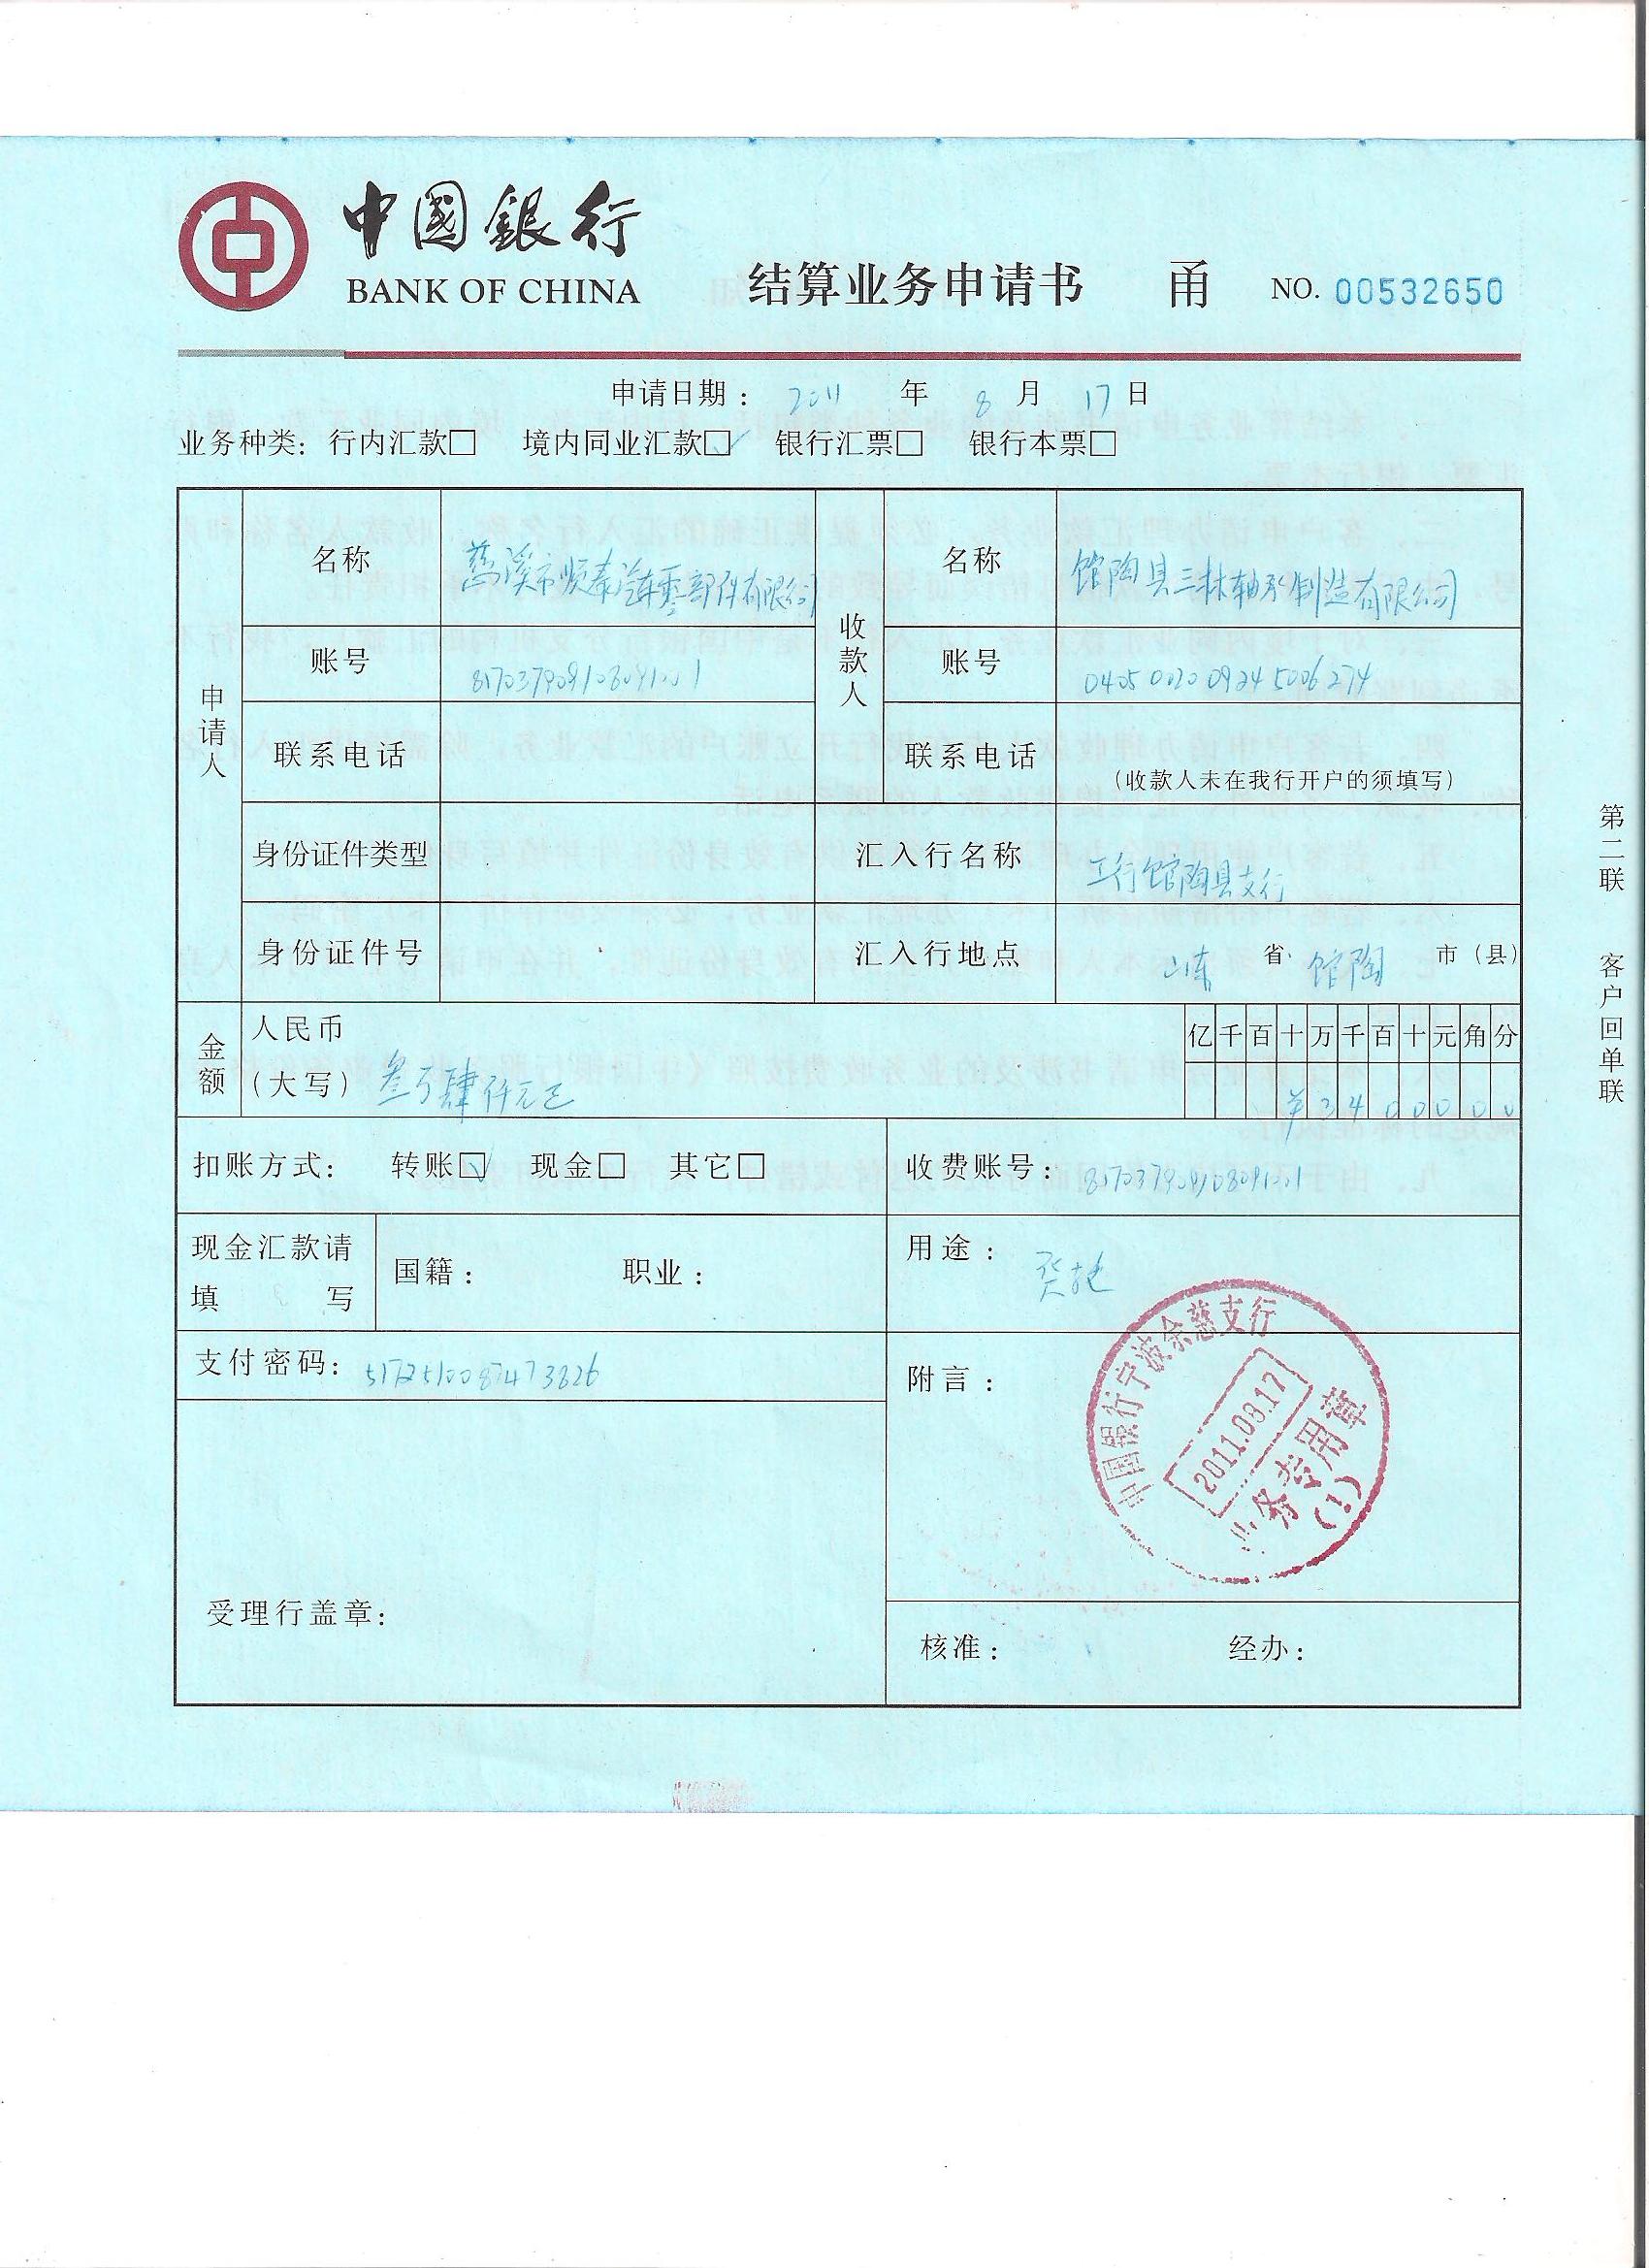 中國銀行
BANK OF CHINA
结算业务申请书 甬 NO. 00532650
申请日期： 2011 年 8 月 17 日
业务种类: 行内汇款□ 境内同业汇款☑ 银行汇票□ 银行本票□
申请人
名称 慈溪市顺泰汽车零部件有限公司
账号
联系电话
身份证件类型
身份证件号
收款人
名称 馆陶县三林轴承制造有限公司
账号 0405 0020 0924 5006 274
联系电话 （收款人未在我行开户的须填写）
汇入行名称 工行馆陶县支行
汇入行地点 山东 省 馆陶 市（县）
金额 人民币（大写） 叁万肆仟元正
亿 千 百 十 万 千 百 十 元 角 分
¥ 3 4 0 0 0 0 0
扣账方式： 转账☑ 现金□ 其它□
收费账号：
现金汇款请填写 国籍： 职业：
用途：
支付密码：
附言：
中国银行宁波余慈支行
2011.08.17
业务专用章
(1)
受理行盖章：
核准： 经办：
第二联 客户回单联